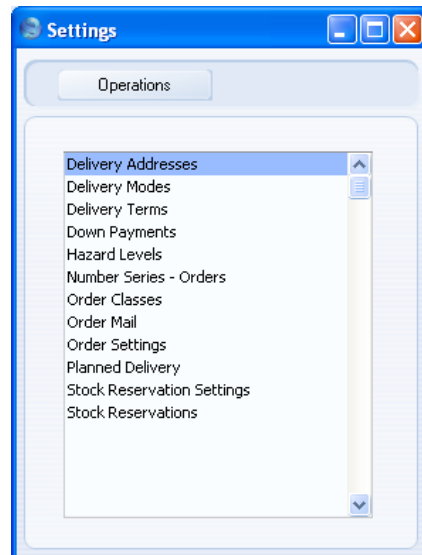 Settings
Operations
Delivery Addresses
Delivery Modes
Delivery Terms
Down Payments
Hazard Levels
Number Series - Orders
Order Classes
Order Mail
Order Settings
Planned Delivery
Stock Reservation Settings
Stock Reservations